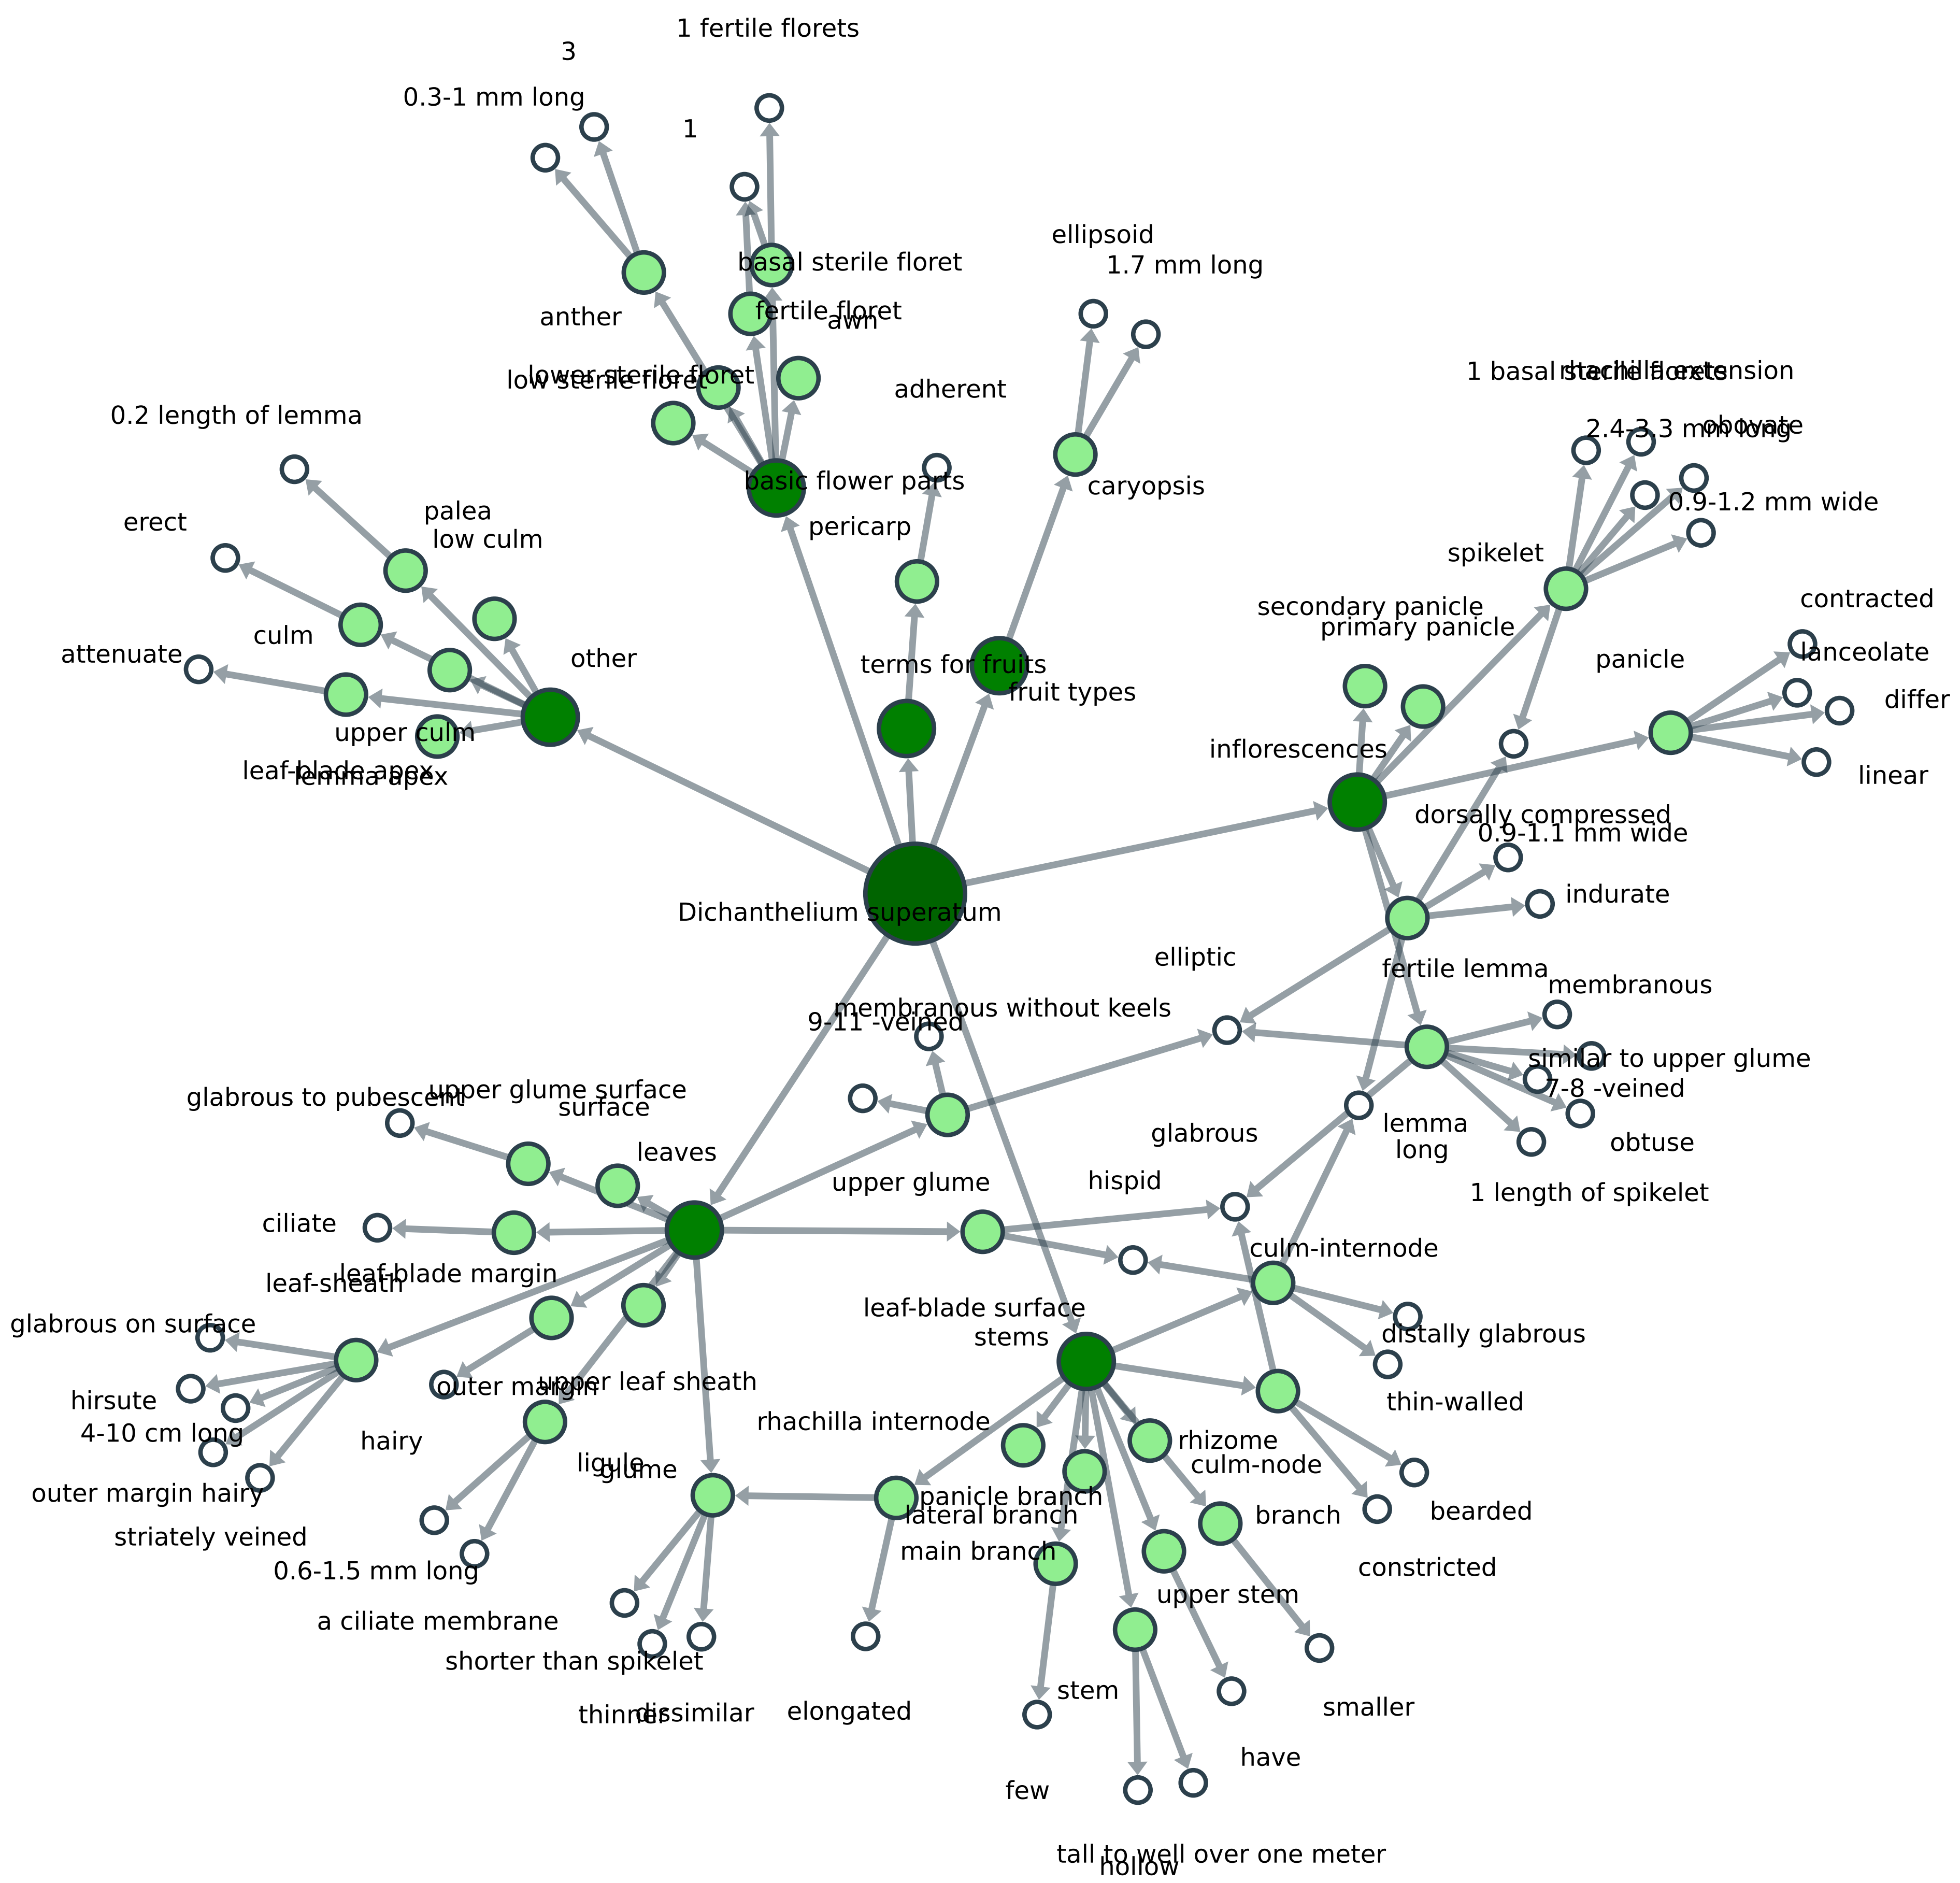 1 fertile florets
3
0.3-1 mm long
1
ellipsoid
basal sterile floret
1.7 mm long
fertile floret
anther
awn
1 basal sterile florets
rhachilla extension
lower sterile floret
low sterile floret
adherent
0.2 length of lemma
obovate
2.4-3.3 mm long
basic flower parts
caryopsis
0.9-1.2 mm wide
palea
erect
pericarp
low culm
spikelet
contracted
secondary panicle
primary panicle
culm
attenuate
other
terms for fruits
panicle
lanceolate
fruit types
differ
upper culm
inflorescences
leaf-blade apex
lemma apex
linear
dorsally compressed
0.9-1.1 mm wide
indurate
Dichanthelium superatum
elliptic
fertile lemma
membranous
membranous without keels
9-11 -veined
similar to upper glume
7-8 -veined
glabrous to pubescent
upper glume surface
surface
lemma
glabrous
long
obtuse
leaves
upper glume
hispid
1 length of spikelet
ciliate
culm-internode
leaf-blade margin
leaf-sheath
leaf-blade surface
glabrous on surface
stems
distally glabrous
outer margin
upper leaf sheath
hirsute
thin-walled
rhachilla internode
4-10 cm long
hairy
rhizome
ligule
glume
culm-node
outer margin hairy
panicle branch
lateral branch
branch
bearded
striately veined
main branch
0.6-1.5 mm long
constricted
upper stem
a ciliate membrane
shorter than spikelet
stem
thinner
dissimilar
elongated
smaller
have
few
tall to well over one meter
hollow